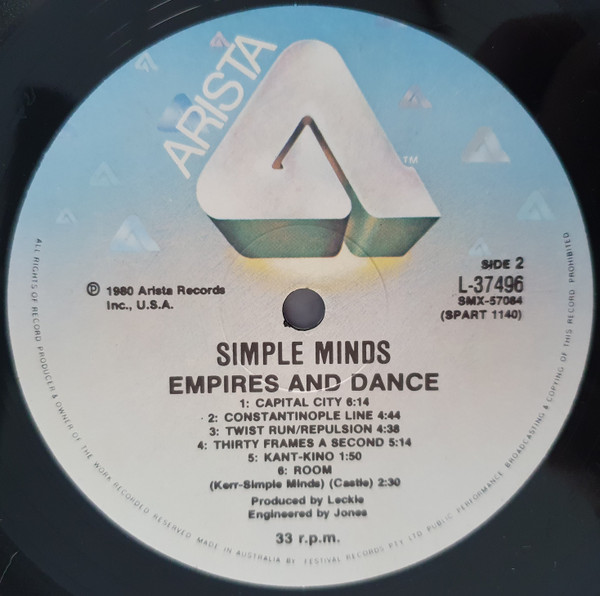 ARISTA
TM
SIDE 2
L-37496
SMX-57084
(SPART 1140)
℗ 1980 Arista Records
Inc., U.S.A.
SIMPLE MINDS
EMPIRES AND DANCE
1: CAPITAL CITY 6:14
2: CONSTANTINOPLE LINE 4:44
3: TWIST RUN/REPULSION 4:38
4: THIRTY FRAMES A SECOND 5:14
5: KANT-KINO 1:50
6: ROOM
(Kerr-Simple Minds) (Castle) 2:30
Produced by Leckie
Engineered by Jones
33 r.p.m.
ALL RIGHTS OF RECORD PRODUCER & OWNER OF THE WORK RECORDED RESERVED MADE IN AUSTRALIA BY FESTIVAL RECORDS PTY LTD PUBLIC PERFORMANCE BROADCASTING & COPYING OF THIS RECORD PROHIBITED